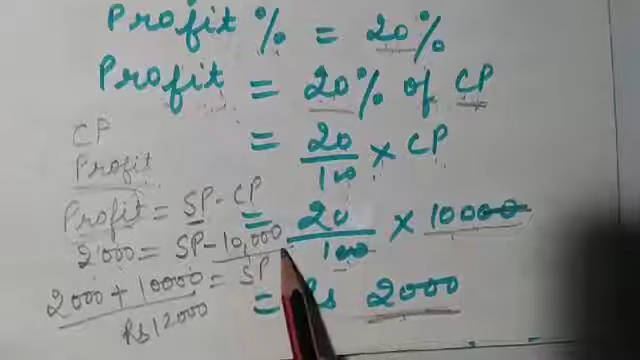 Profit % = 20%
Profit = 20% of CP
= 20/100 × CP
= 20/100 × 10000
= Rs 2000
CP
Profit
Profit = SP - CP
2000 = SP - 10,000
2000 + 10000 = SP
Rs 12000